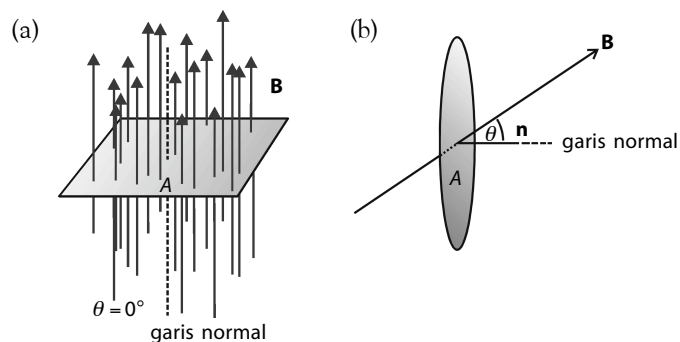 (a)
B
A
θ = 0°
garis normal
(b)
B
θ
n
garis normal
A